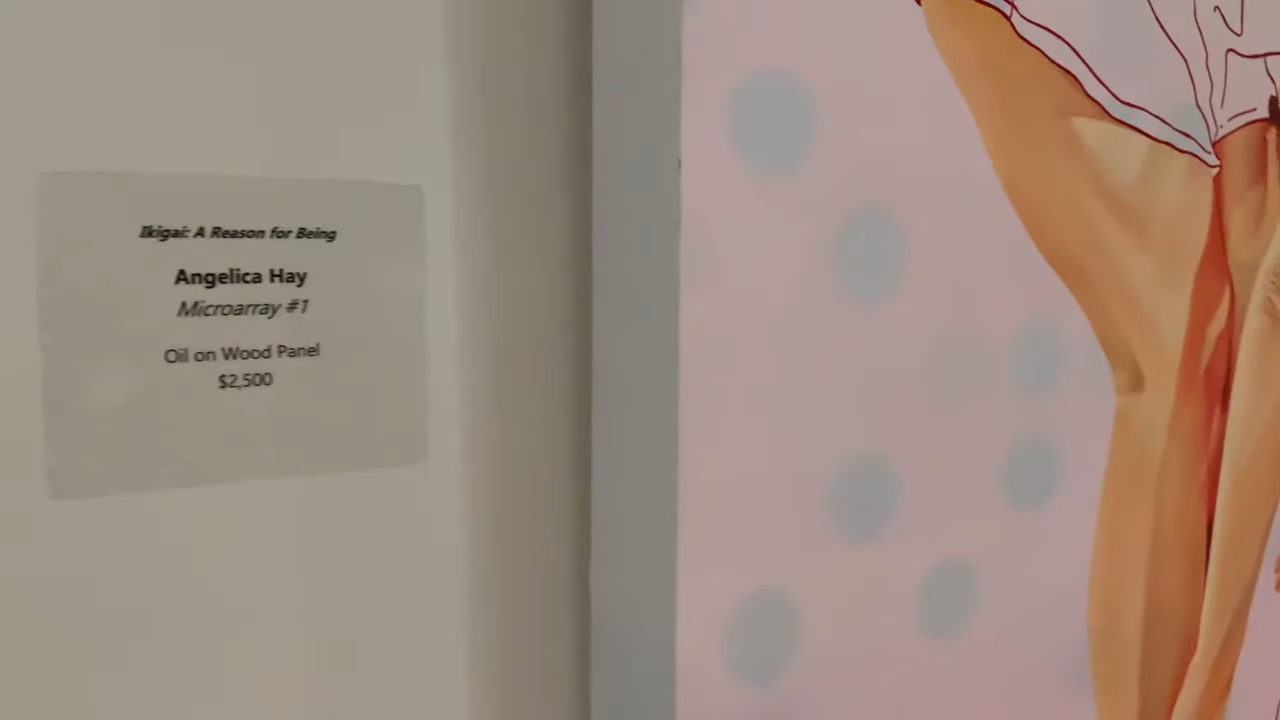 Ikigai: A Reason for Being
Angelica Hay
Microarray #1
Oil on Wood Panel
$2,500